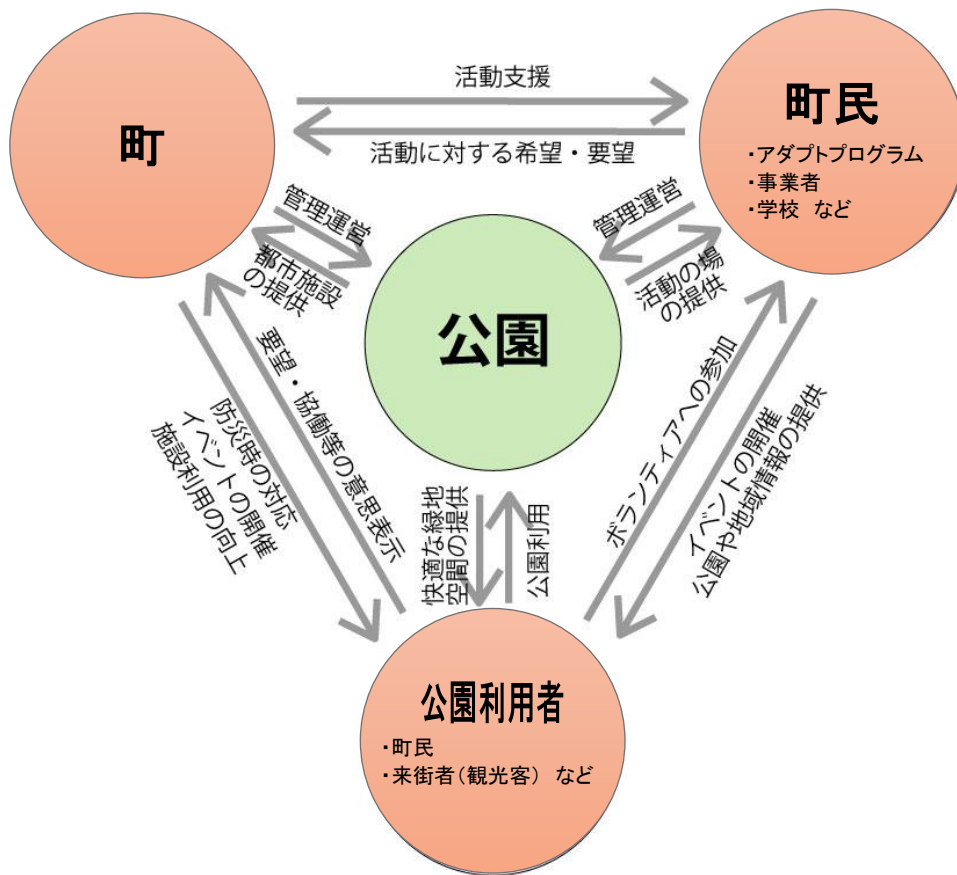 町
活動支援
活動に対する希望・要望
町民
・アダプトプログラム
・事業者
・学校 など
管理運営
都市施設
の提供
管理運営
活動の場
の提供
公園
要望・協働等の意思表示
防災時の対応
イベントの開催
施設利用の向上
快適な緑地
空間の提供
公園利用
ボランティアへの参加
イベントの開催
公園や地域情報の提供
公園利用者
・町民
・来街者(観光客) など